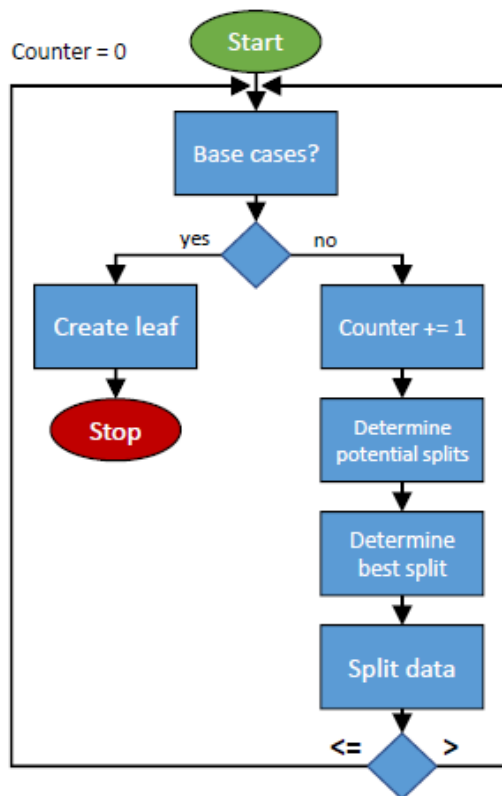 Start
Counter = 0
Base cases?
yes
no
Create leaf
Counter += 1
Stop
Determine
potential splits
Determine
best split
Split data
<=
>